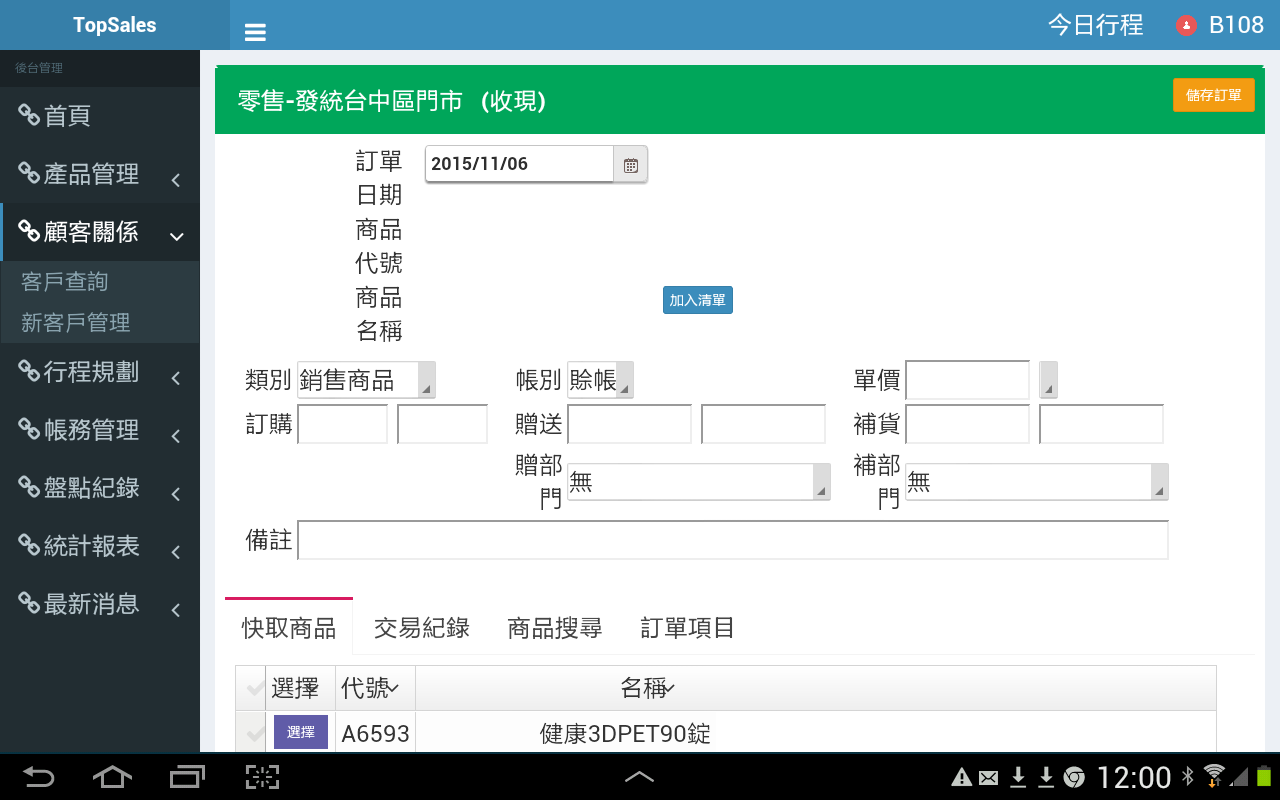 TopSales
今日行程
B108
後台管理
首頁
產品管理
顧客關係
客戶查詢
新客戶管理
行程規劃
帳務管理
盤點紀錄
統計報表
最新消息
零售-發統台中區門市 (收現)
儲存訂單
訂單
日期
2015/11/06
商品
代號
商品
名稱
加入清單
類別 銷售商品 帳別 賒帳 單價
訂購 贈送 補貨
贈部
門
無
補部
門
無
備註
快取商品 交易紀錄 商品搜尋 訂單項目
選擇 代號 名稱
選擇 A6593 健康3DPET90錠
12:00